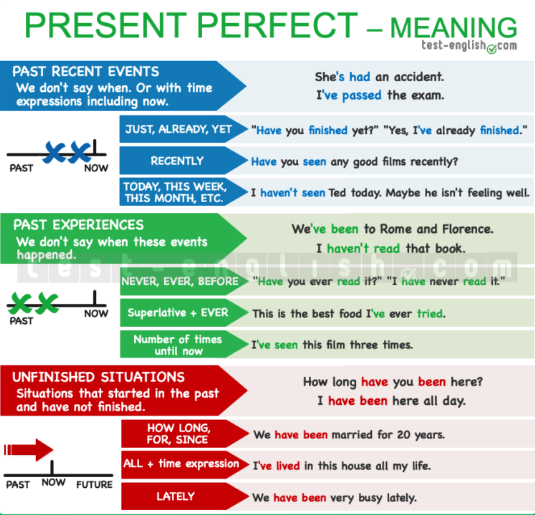 PRESENT PERFECT – MEANING
test-english.com
PAST RECENT EVENTS
We don't say when. Or with time
expressions including now.
She's had an accident.
I've passed the exam.
PAST
NOW
JUST, ALREADY, YET
"Have you finished yet?" "Yes, I've already finished."
RECENTLY
Have you seen any good films recently?
TODAY, THIS WEEK,
THIS MONTH, ETC.
I haven't seen Ted today. Maybe he isn't feeling well.
PAST EXPERIENCES
We don't say when these events
happened.
We've been to Rome and Florence.
I haven't read that book.
test-english.com
PAST
NOW
NEVER, EVER, BEFORE
"Have you ever read it?" "I have never read it."
Superlative + EVER
This is the best food I've ever tried.
Number of times
until now
I've seen this film three times.
UNFINISHED SITUATIONS
Situations that started in the past
and have not finished.
How long have you been here?
I have been here all day.
PAST
NOW
FUTURE
HOW LONG,
FOR, SINCE
We have been married for 20 years.
ALL + time expression
I've lived in this house all my life.
LATELY
We have been very busy lately.